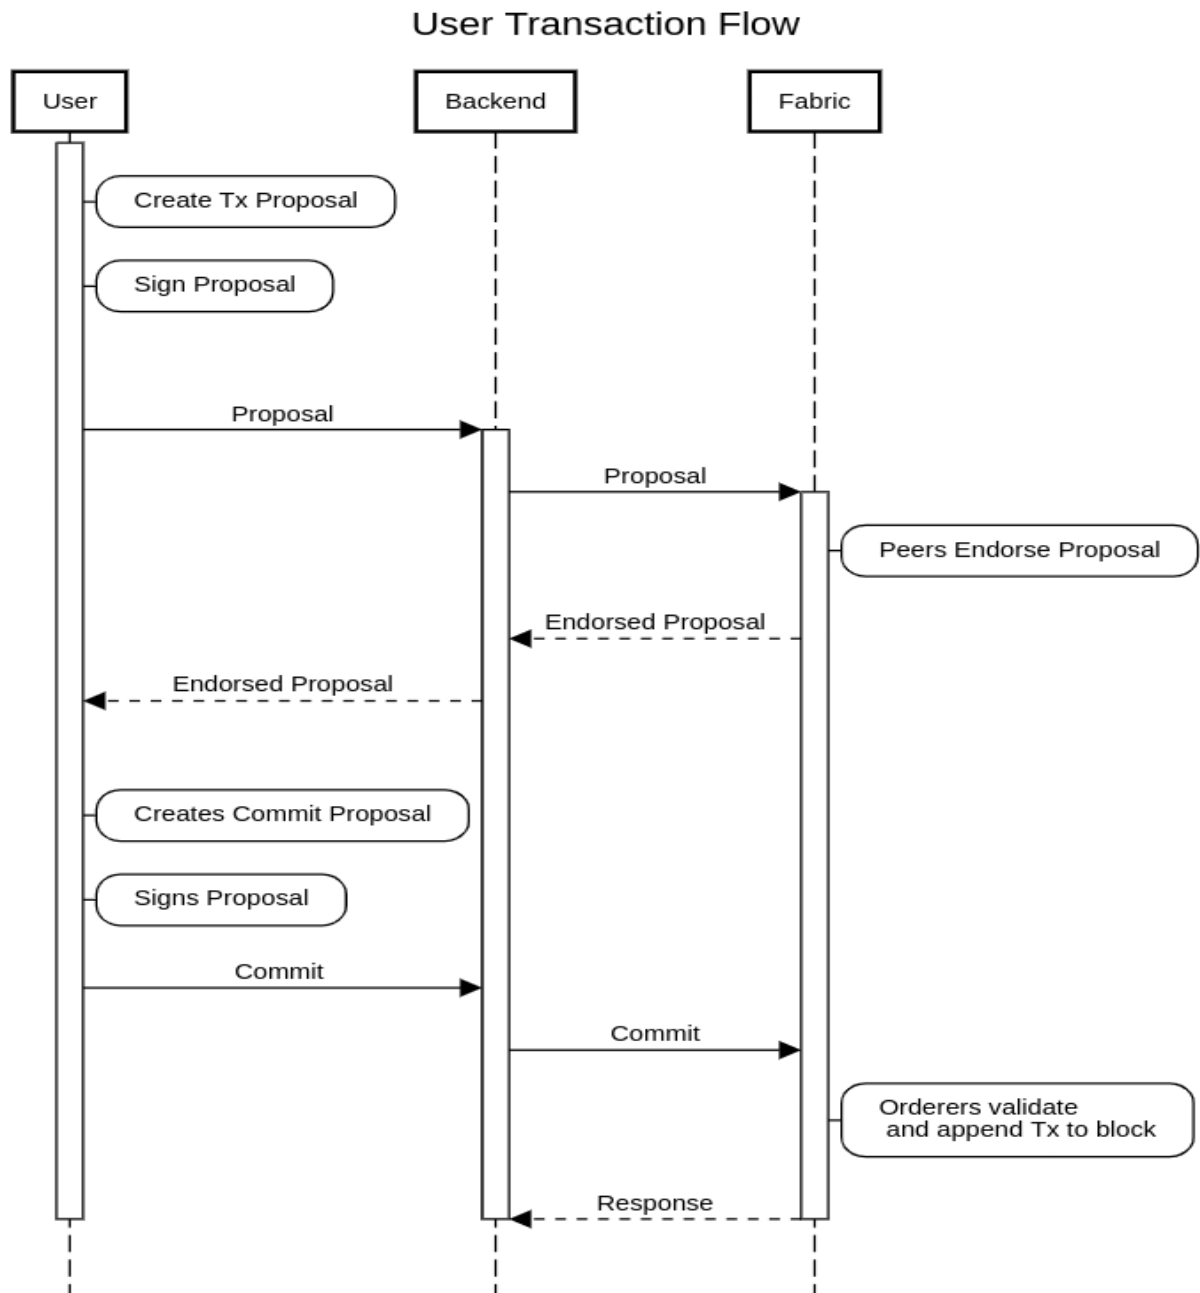 User Transaction Flow
User
Backend
Fabric
Create Tx Proposal
Sign Proposal
Proposal
Proposal
Peers Endorse Proposal
Endorsed Proposal
Endorsed Proposal
Creates Commit Proposal
Signs Proposal
Commit
Commit
Orderers validate
and append Tx to block
Response